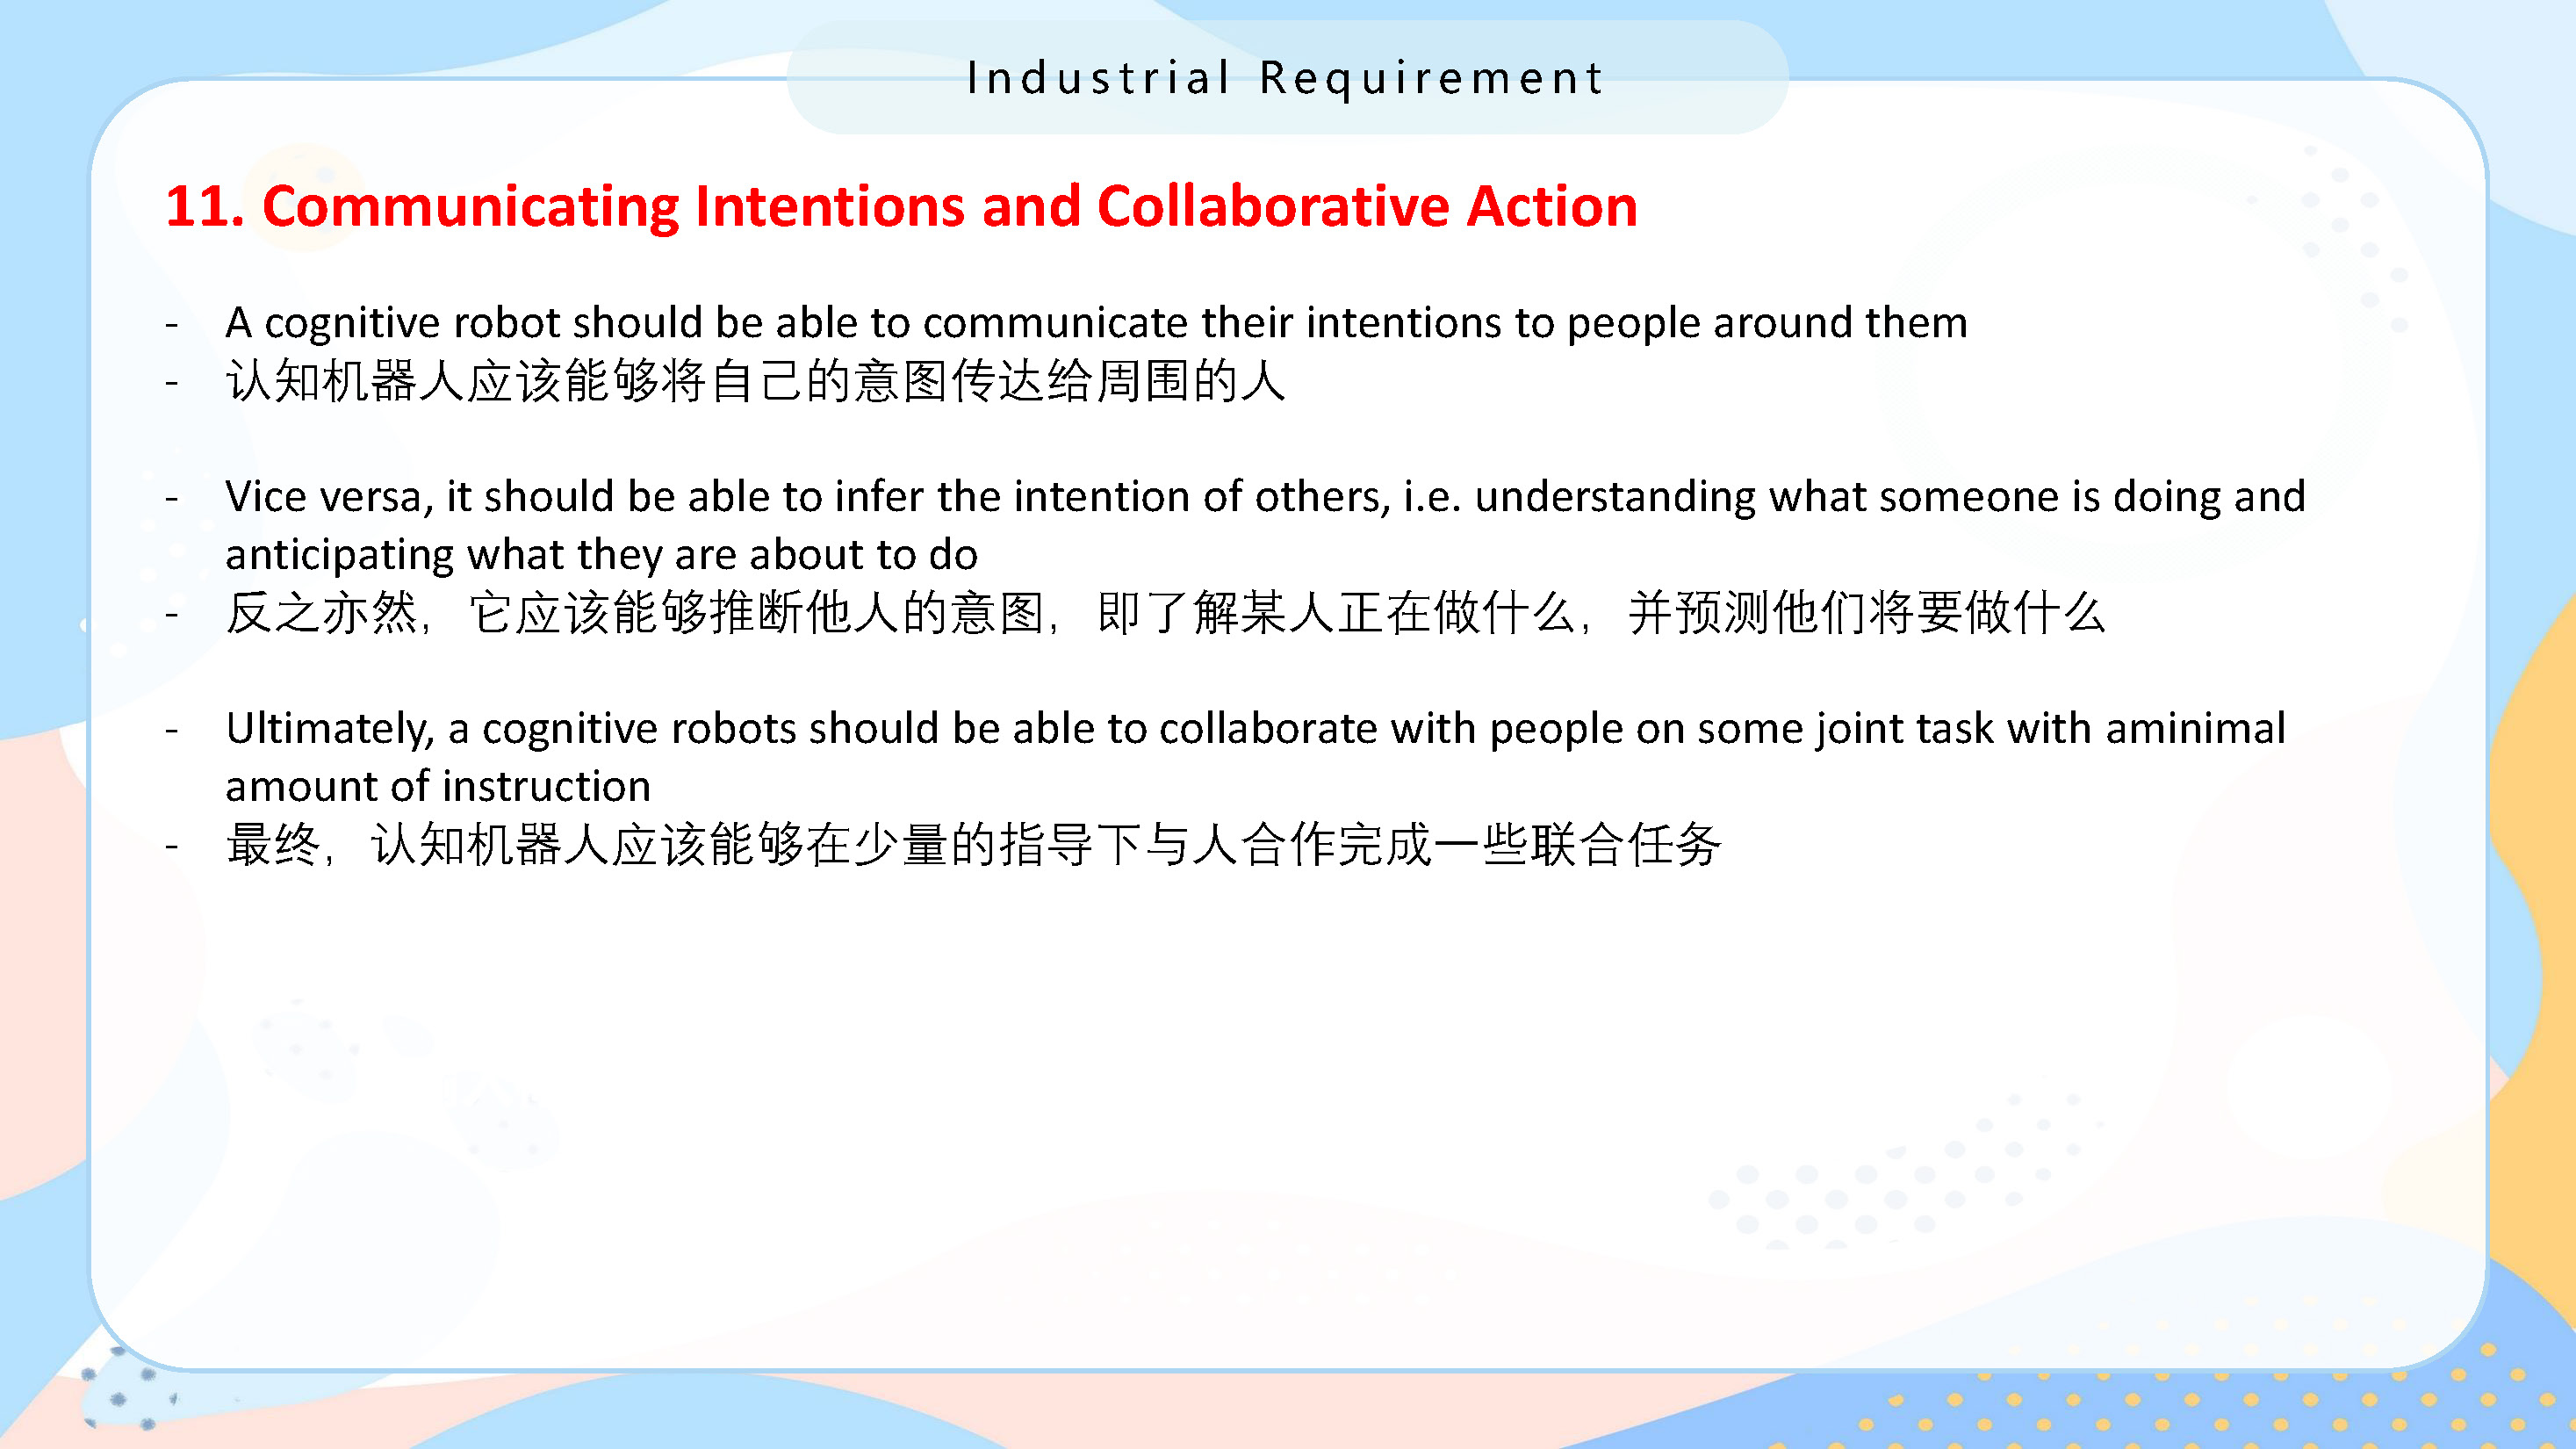 Industrial Requirement
11. Communicating Intentions and Collaborative Action
- A cognitive robot should be able to communicate their intentions to people around them
- 认知机器人应该能够将自己的意图传达给周围的人
- Vice versa, it should be able to infer the intention of others, i.e. understanding what someone is doing and
anticipating what they are about to do
- 反之亦然，它应该能够推断他人的意图，即了解某人正在做什么，并预测他们将要做什么
- Ultimately, a cognitive robots should be able to collaborate with people on some joint task with aminimal
amount of instruction
- 最终，认知机器人应该能够在少量的指导下与人合作完成一些联合任务